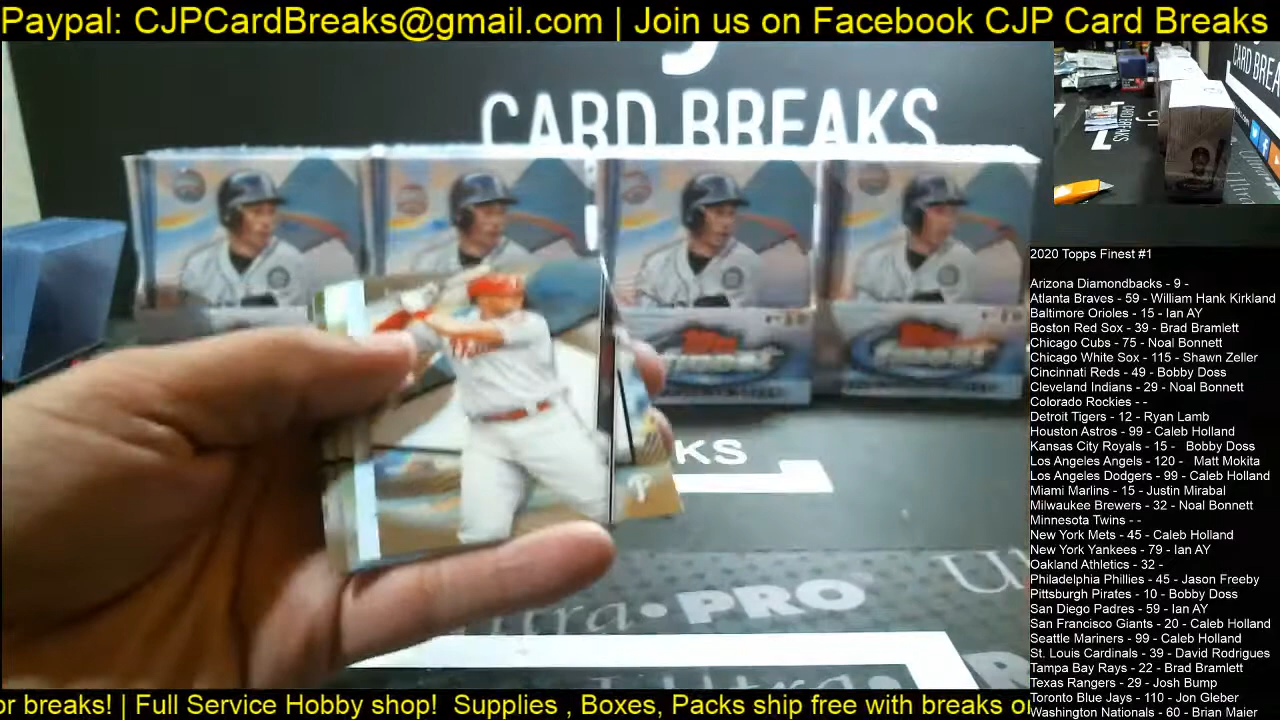 Paypal: CJPCardBreaks@gmail.com | Join us on Facebook CJP Card Breaks
CARD BREAKS
CARD BREA
2020 Topps Finest #1
Arizona Diamondbacks - 9 -
Atlanta Braves - 59 - William Hank Kirkland
Baltimore Orioles - 15 - Ian AY
Boston Red Sox - 39 - Brad Bramlett
Chicago Cubs - 75 - Noal Bonnett
Chicago White Sox - 115 - Shawn Zeller
Cincinnati Reds - 49 - Bobby Doss
Cleveland Indians - 29 - Noal Bonnett
Colorado Rockies - -
Detroit Tigers - 12 - Ryan Lamb
Houston Astros - 99 - Caleb Holland
Kansas City Royals - 15 - Bobby Doss
Los Angeles Angels - 120 - Matt Mokita
Los Angeles Dodgers - 99 - Caleb Holland
Miami Marlins - 15 - Justin Mirabal
Milwaukee Brewers - 32 - Noal Bonnett
Minnesota Twins - -
New York Mets - 45 - Caleb Holland
New York Yankees - 79 - Ian AY
Oakland Athletics - 32 -
Philadelphia Phillies - 45 - Jason Freeby
Pittsburgh Pirates - 10 - Bobby Doss
San Diego Padres - 59 - Ian AY
San Francisco Giants - 20 - Caleb Holland
Seattle Mariners - 99 - Caleb Holland
St. Louis Cardinals - 39 - David Rodrigues
Tampa Bay Rays - 22 - Brad Bramlett
Texas Rangers - 29 - Josh Bump
Toronto Blue Jays - 110 - Jon Gleber
Washington Nationals - 60 - Brian Maier
KS
P
Ultra PRO
or breaks! | Full Service Hobby shop! Supplies , Boxes, Packs ship free with breaks or